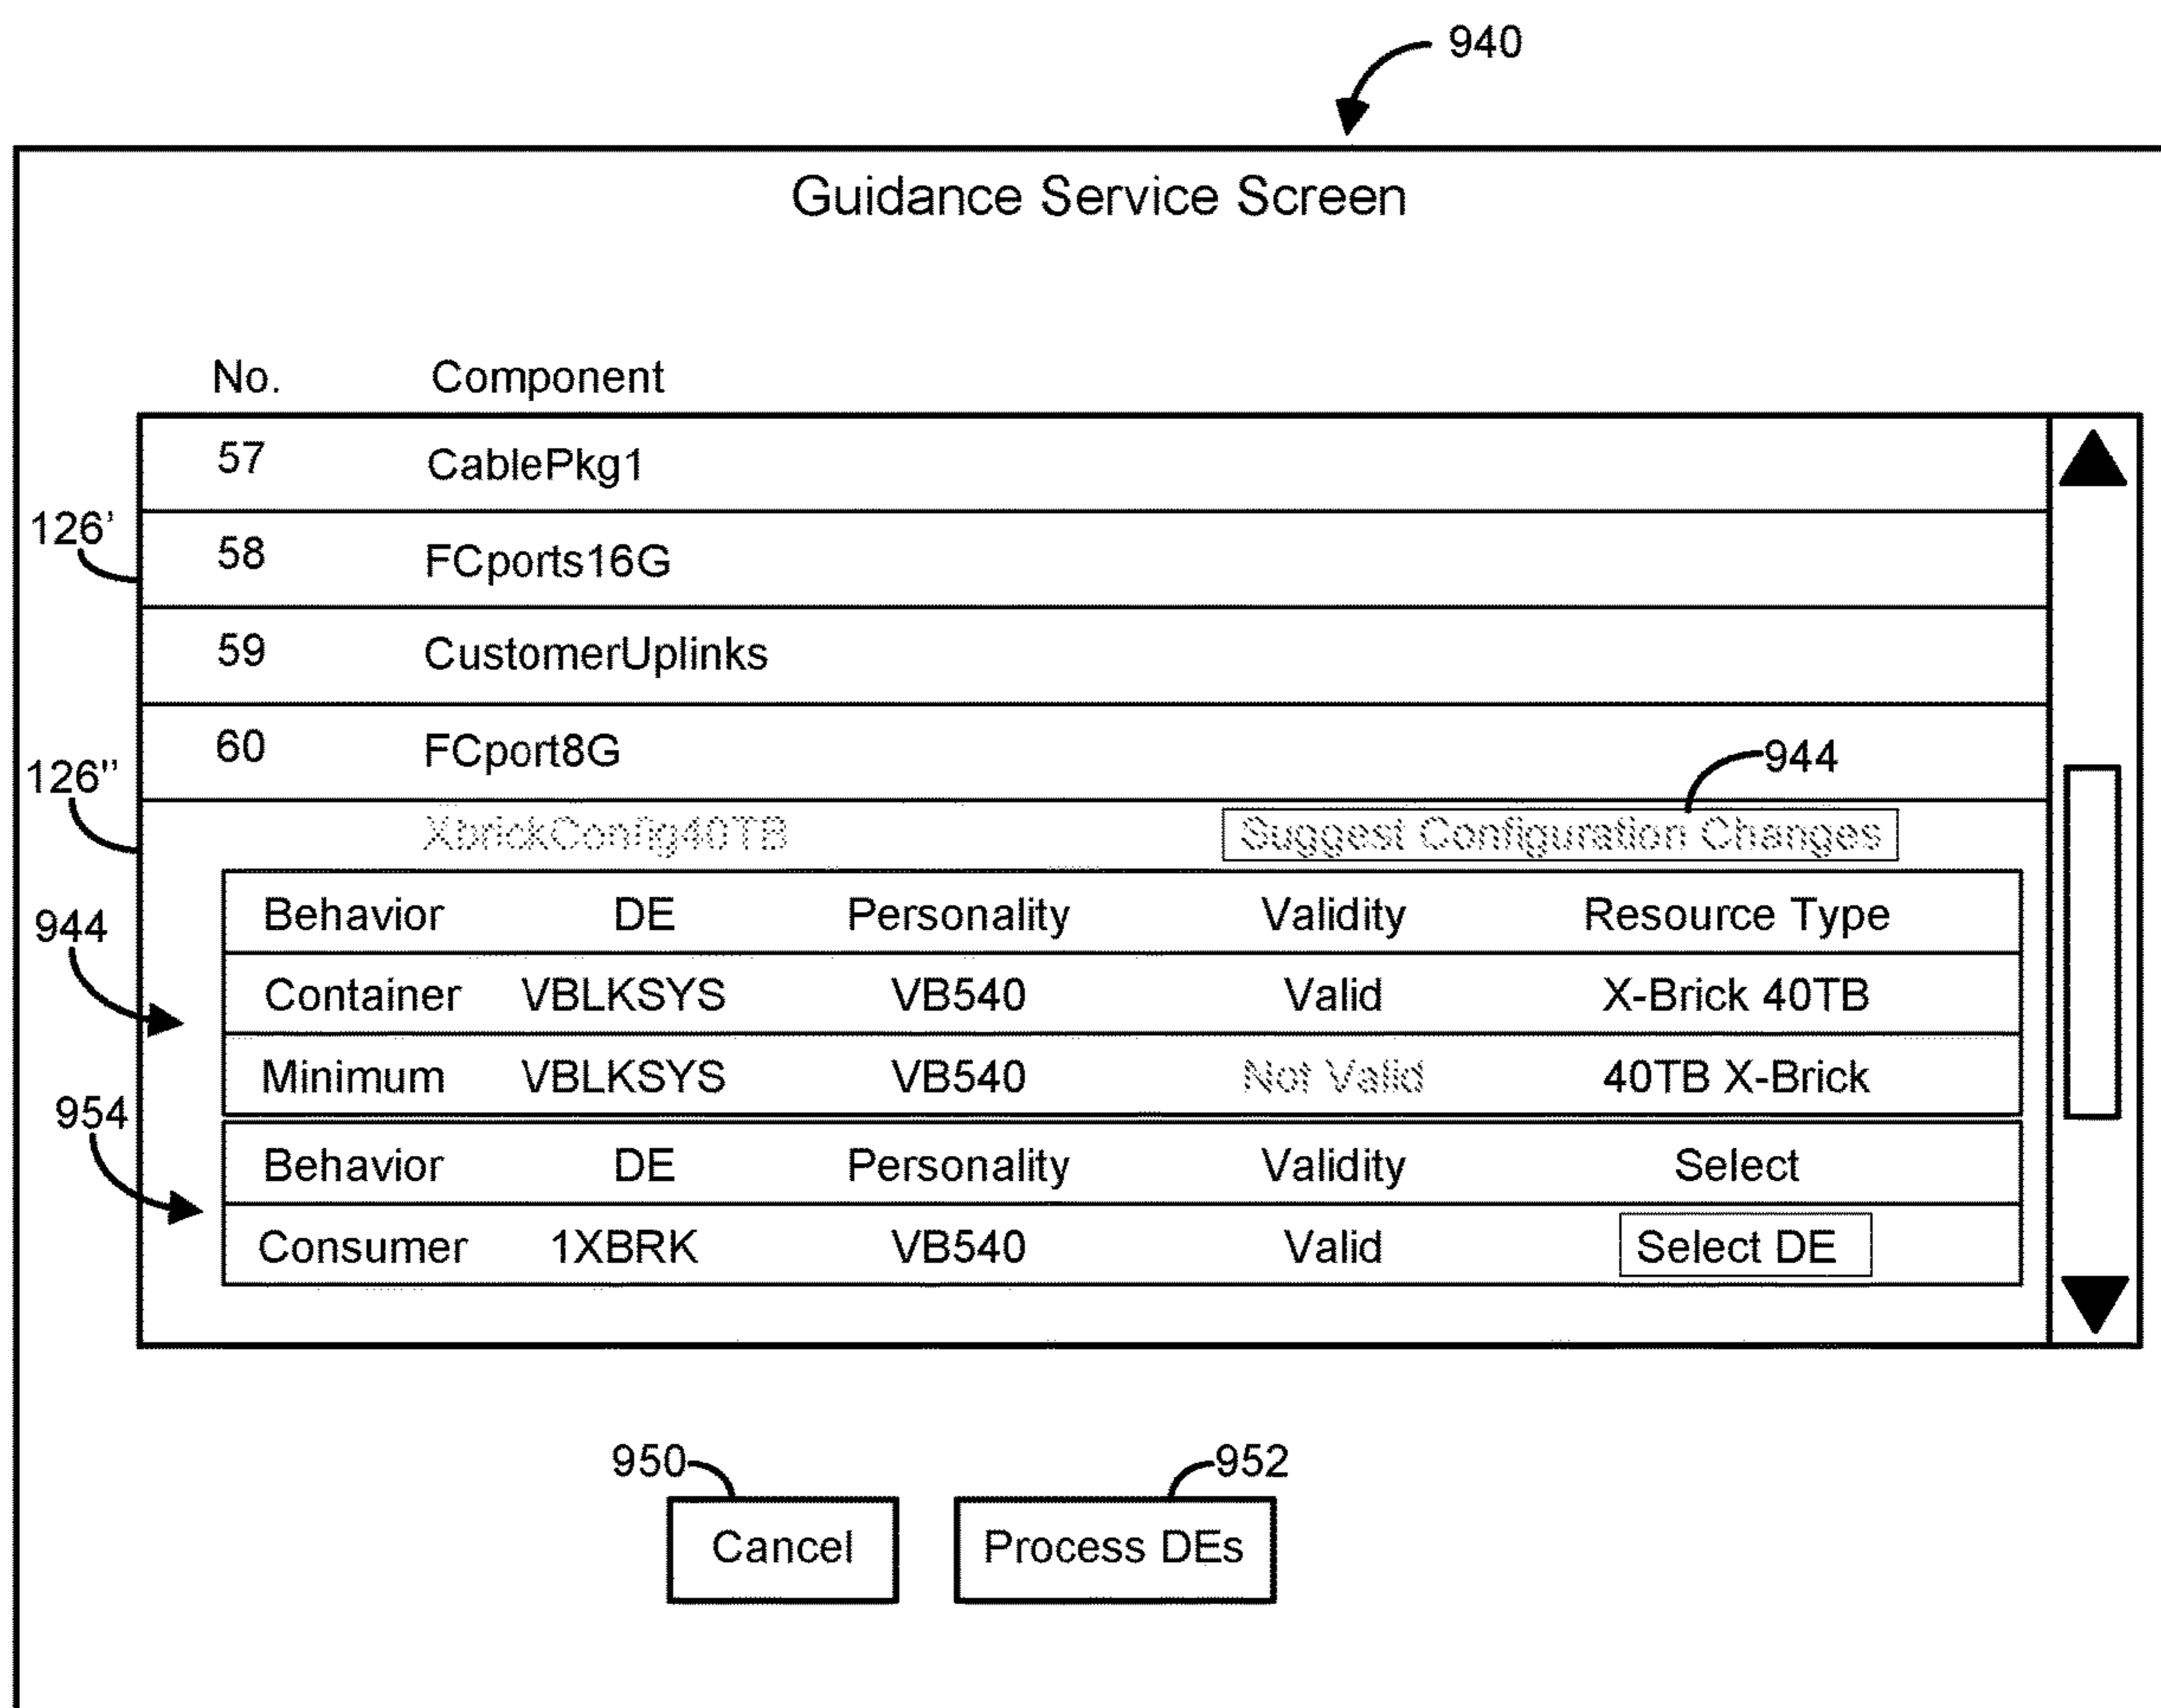 940
Guidance Service Screen
No. Component
57 CablePkg1
126'
58 FCports16G
59 CustomerUplinks
60 FCport8G
944
126"
XbrickConfig40TB Suggest Configuration Changes
Behavior DE Personality Validity Resource Type
944
Container VBLKSYS VB540 Valid X-Brick 40TB
Minimum VBLKSYS VB540 Not Valid 40TB X-Brick
954
Behavior DE Personality Validity Select
Consumer 1XBRK VB540 Valid Select DE
950 952
Cancel Process DEs